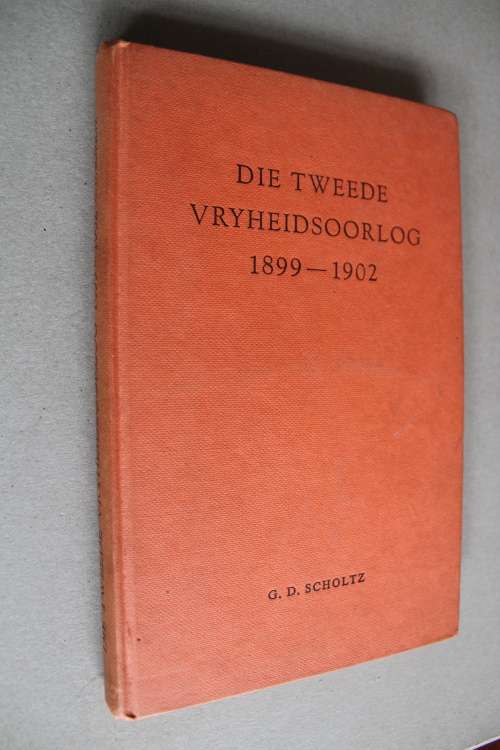 DIE TWEEDE
VRYHEIDSOORLOG
1899—1902
G. D. SCHOLTZ